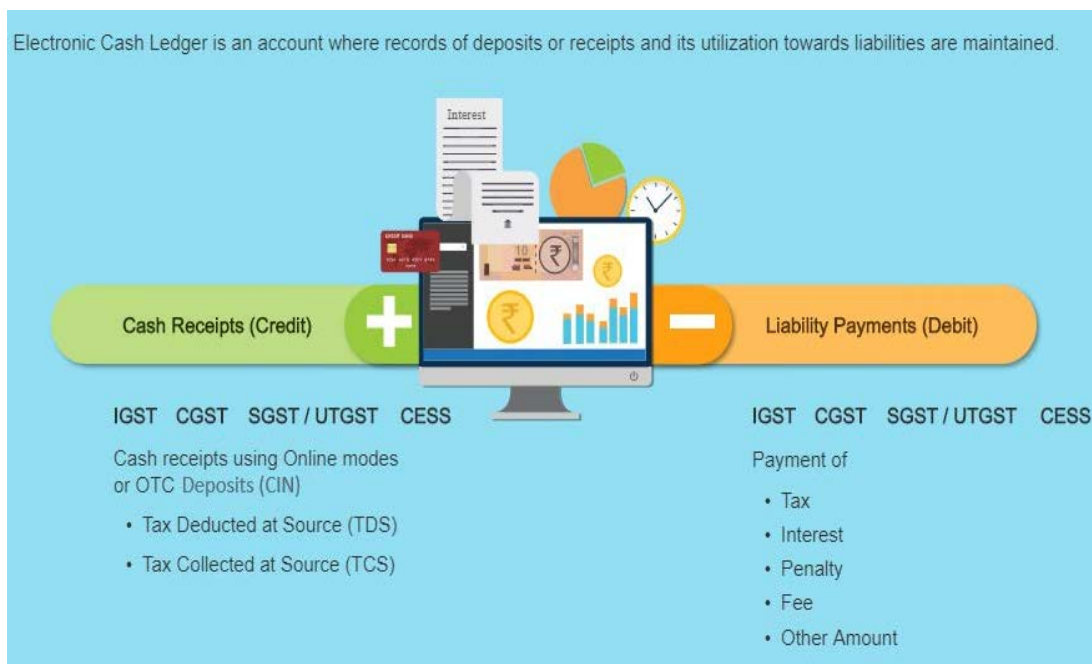 Electronic Cash Ledger is an account where records of deposits or receipts and its utilization towards liabilities are maintained.
Interest
10
Cash Receipts (Credit)
Liability Payments (Debit)
IGST CGST SGST / UTGST CESS
Cash receipts using Online modes
or OTC Deposits (CIN)
• Tax Deducted at Source (TDS)
• Tax Collected at Source (TCS)
IGST CGST SGST / UTGST CESS
Payment of
• Tax
• Interest
• Penalty
• Fee
• Other Amount